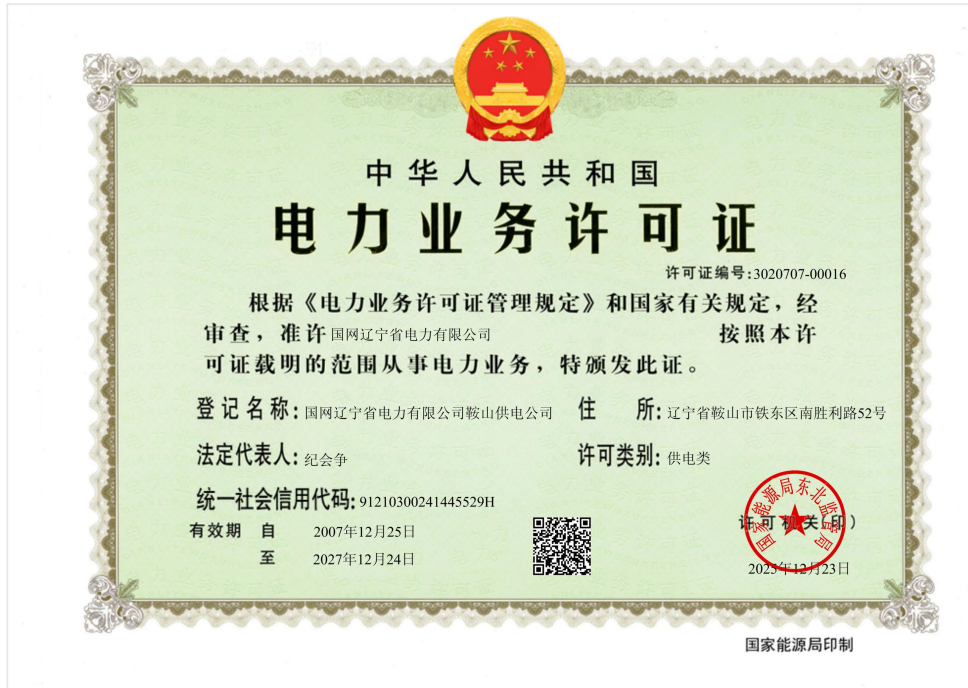 中华人民共和国
电力业务许可证
许可证编号:3020707-00016
根据《电力业务许可证管理规定》和国家有关规定，经
审查，准许 国网辽宁省电力有限公司 按照本许
可证载明的范围从事电力业务，特颁发此证。
登记名称: 国网辽宁省电力有限公司鞍山供电公司 住 所: 辽宁省鞍山市铁东区南胜利路52号
法定代表人: 纪会争 许可类别: 供电类
统一社会信用代码: 91210300241445529H
有效期 自 2007年12月25日
至 2027年12月24日
许可机关(印)
国家能源局东北监管局
2025年12月23日
国家能源局印制